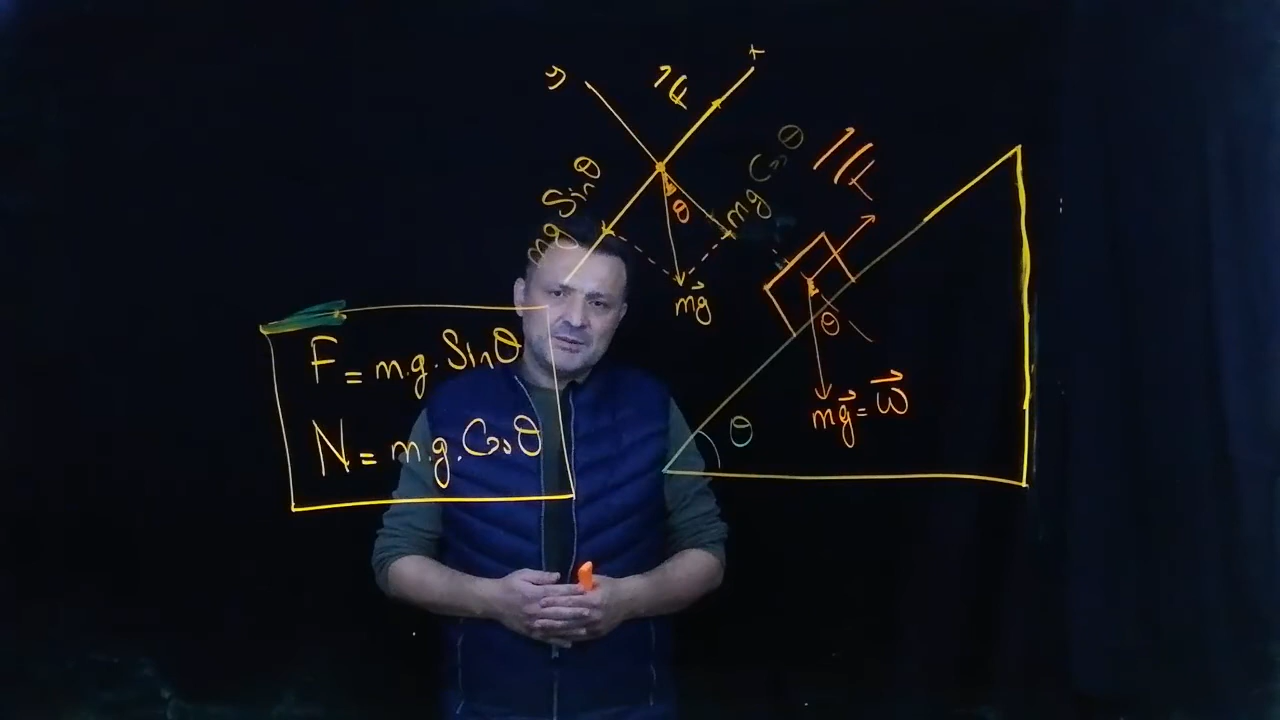 y
x
F⃗
mg Sinθ
mg Cosθ
θ
mg⃗
F⃗
θ
mg⃗ = w⃗
θ
F = m.g. Sinθ
N = m.g. Cosθ